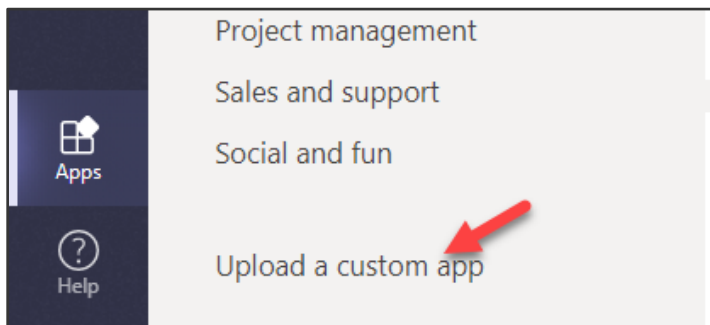 Project management
Sales and support
Social and fun
Apps
Upload a custom app
?
Help